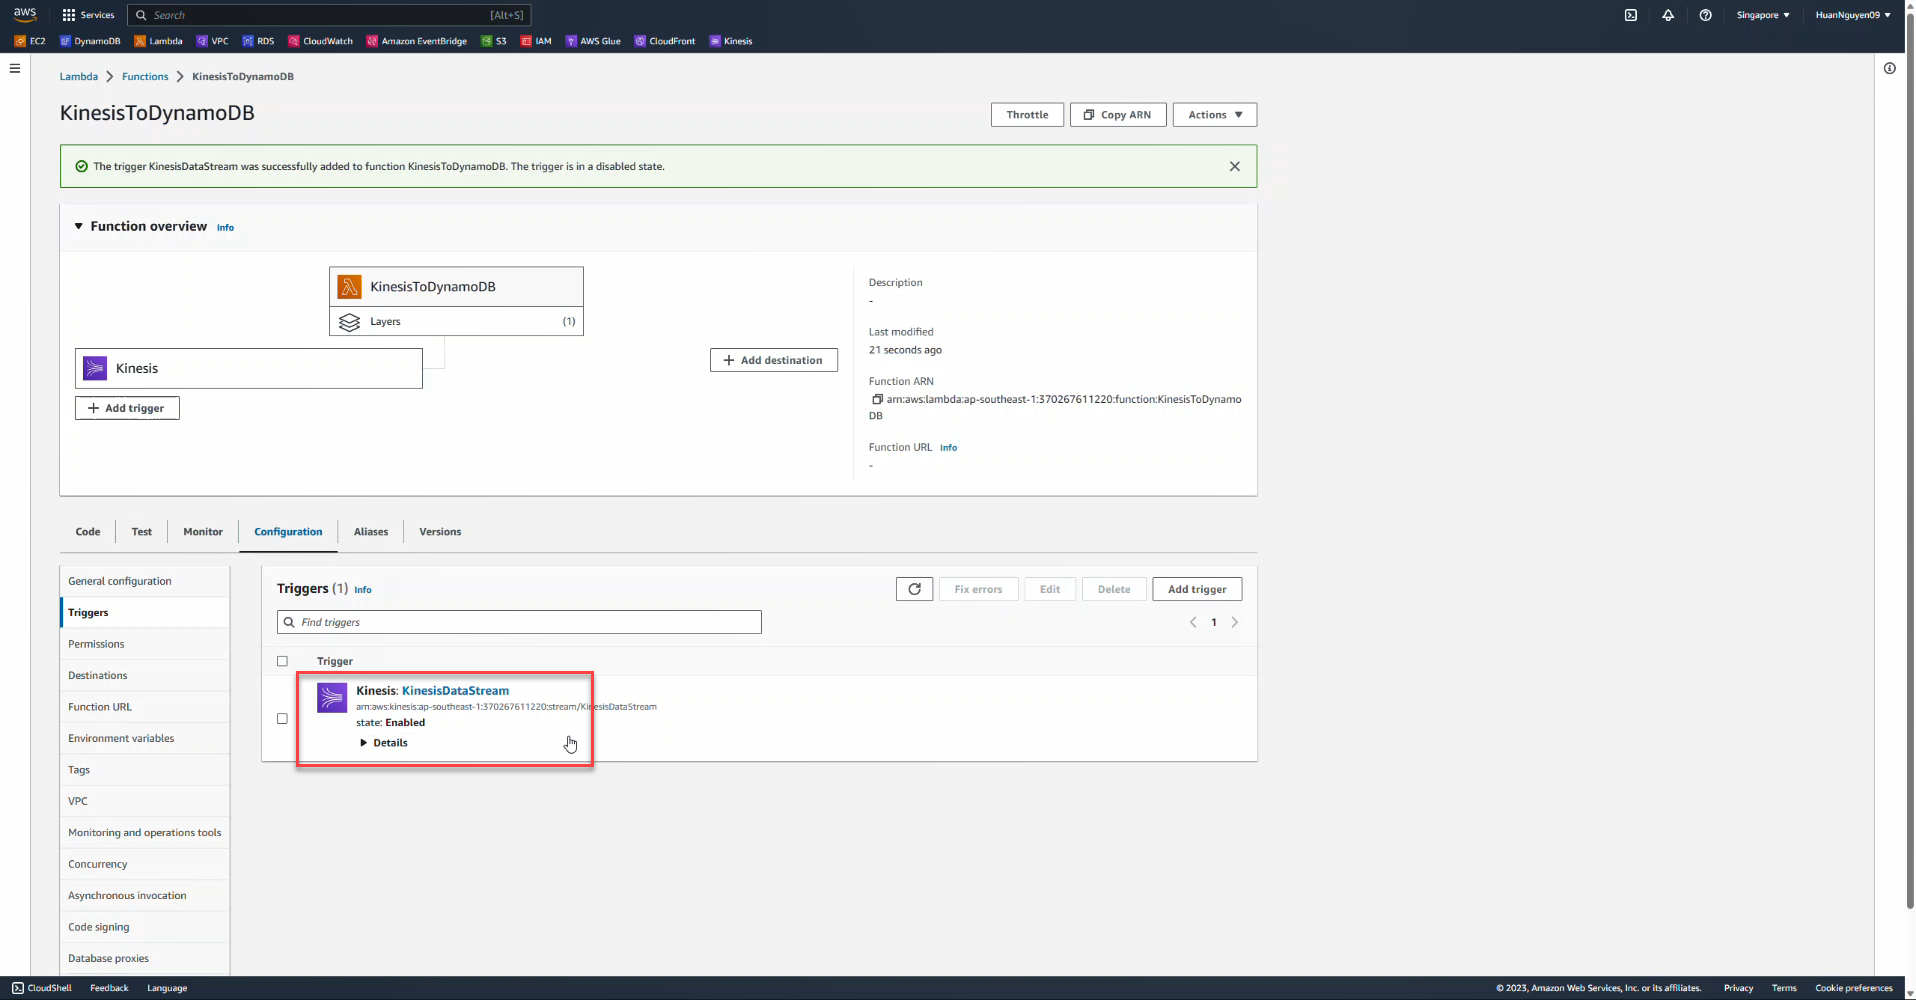 aws
Services
Search
[Alt+S]
Singapore ▼
HuanNguyen09 ▼
EC2
DynamoDB
Lambda
VPC
RDS
CloudWatch
Amazon EventBridge
S3
IAM
AWS Glue
CloudFront
Kinesis
Lambda > Functions > KinesisToDynamoDB
KinesisToDynamoDB
Throttle
Copy ARN
Actions ▼
The trigger KinesisDataStream was successfully added to function KinesisToDynamoDB. The trigger is in a disabled state.
▼ Function overview Info
KinesisToDynamoDB
Layers (1)
Kinesis
+ Add trigger
+ Add destination
Description
-
Last modified
21 seconds ago
Function ARN
arn:aws:lambda:ap-southeast-1:370267611220:function:KinesisToDynamo
DB
Function URL Info
-
Code
Test
Monitor
Configuration
Aliases
Versions
General configuration
Triggers
Permissions
Destinations
Function URL
Environment variables
Tags
VPC
Monitoring and operations tools
Concurrency
Asynchronous invocation
Code signing
Database proxies
Triggers (1) Info
Fix errors
Edit
Delete
Add trigger
Find triggers
< 1 >
Trigger
Kinesis: KinesisDataStream
arn:aws:kinesis:ap-southeast-1:370267611220:stream/KinesisDataStream
state: Enabled
▶ Details
CloudShell
Feedback
Language
© 2023, Amazon Web Services, Inc. or its affiliates.
Privacy
Terms
Cookie preferences